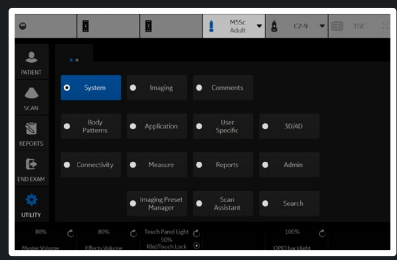 M5Sc
Adult
C2-9
TGC
PATIENT
SCAN
REPORTS
END EXAM
UTILITY
System
Imaging
Comments
Body
Patterns
Application
User
Specific
3D/4D
Connectivity
Measure
Reports
Admin
Imaging Preset
Manager
Scan
Assistant
Search
80%
Master Volume
80%
Effects Volume
Touch Panel Light
50%
Kbd/Touch Lock
100%
OPIO backlight